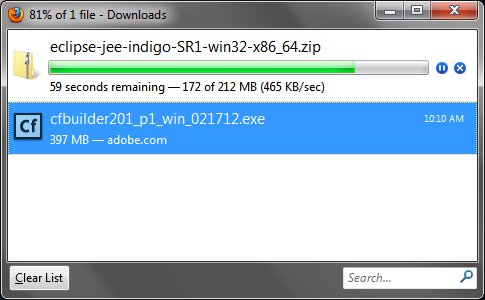 81% of 1 file - Downloads
eclipse-jee-indigo-SR1-win32-x86_64.zip
59 seconds remaining — 172 of 212 MB (465 KB/sec)
Cf cfbuilder201_p1_win_021712.exe 10:10 AM
397 MB — adobe.com
Clear List Search...